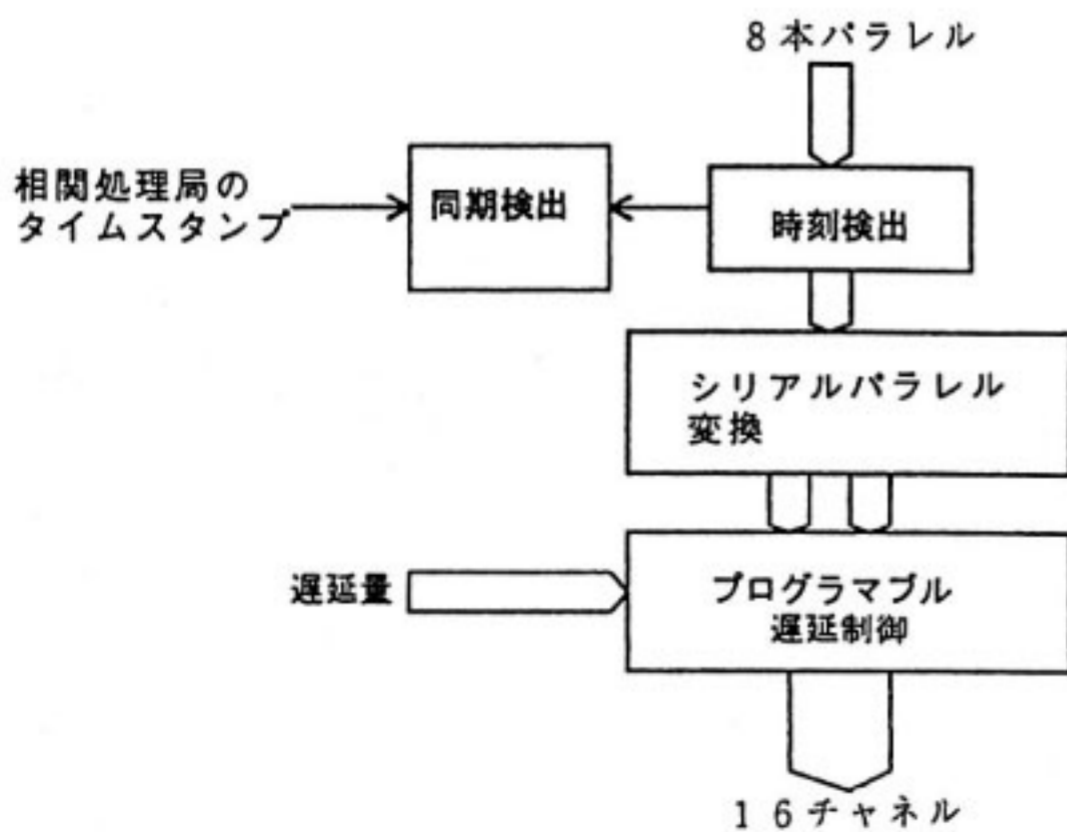 8本パラレル
相関処理局の
タイムスタンプ
同期検出
時刻検出
シリアルパラレル
変換
遅延量
プログラマブル
遅延制御
16チャネル